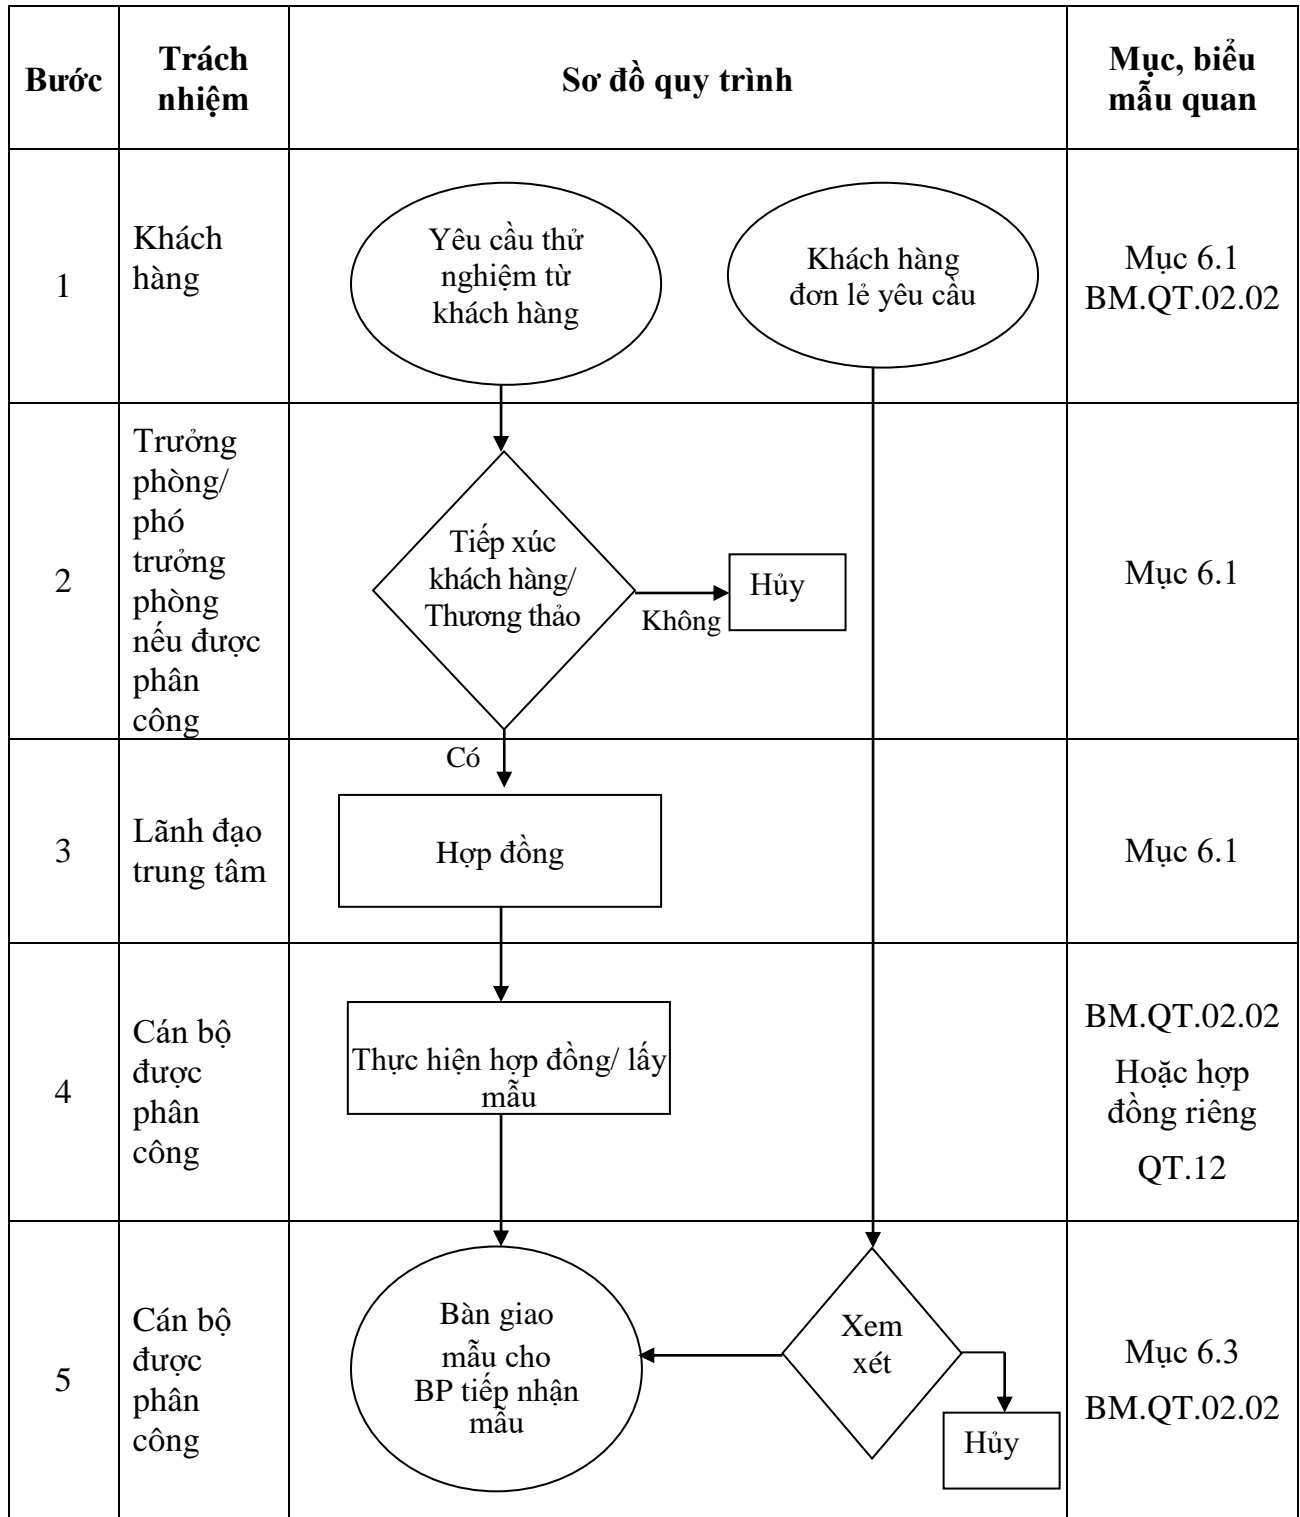 Bước
Trách
nhiệm
Sơ đồ quy trình
Mục, biểu
mẫu quan
1
Khách
hàng
Yêu cầu thử
nghiệm từ
khách hàng
Khách hàng
đơn lẻ yêu cầu
Mục 6.1
BM.QT.02.02
2
Trưởng
phòng/
phó
trưởng
phòng
nếu được
phân
công
Tiếp xúc
khách hàng/
Thương thảo
Không
Hủy
Mục 6.1
Có
3
Lãnh đạo
trung tâm
Hợp đồng
Mục 6.1
4
Cán bộ
được
phân
công
Thực hiện hợp đồng/ lấy
mẫu
BM.QT.02.02
Hoặc hợp
đồng riêng
QT.12
5
Cán bộ
được
phân
công
Bàn giao
mẫu cho
BP tiếp nhận
mẫu
Xem
xét
Hủy
Mục 6.3
BM.QT.02.02